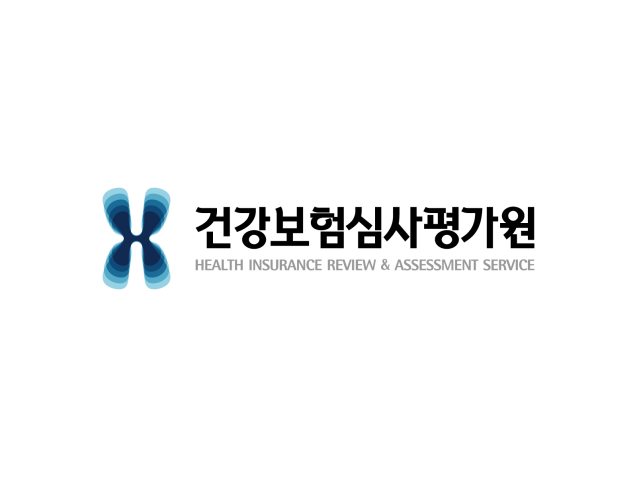 건강보험심사평가원
HEALTH INSURANCE REVIEW & ASSESSMENT SERVICE